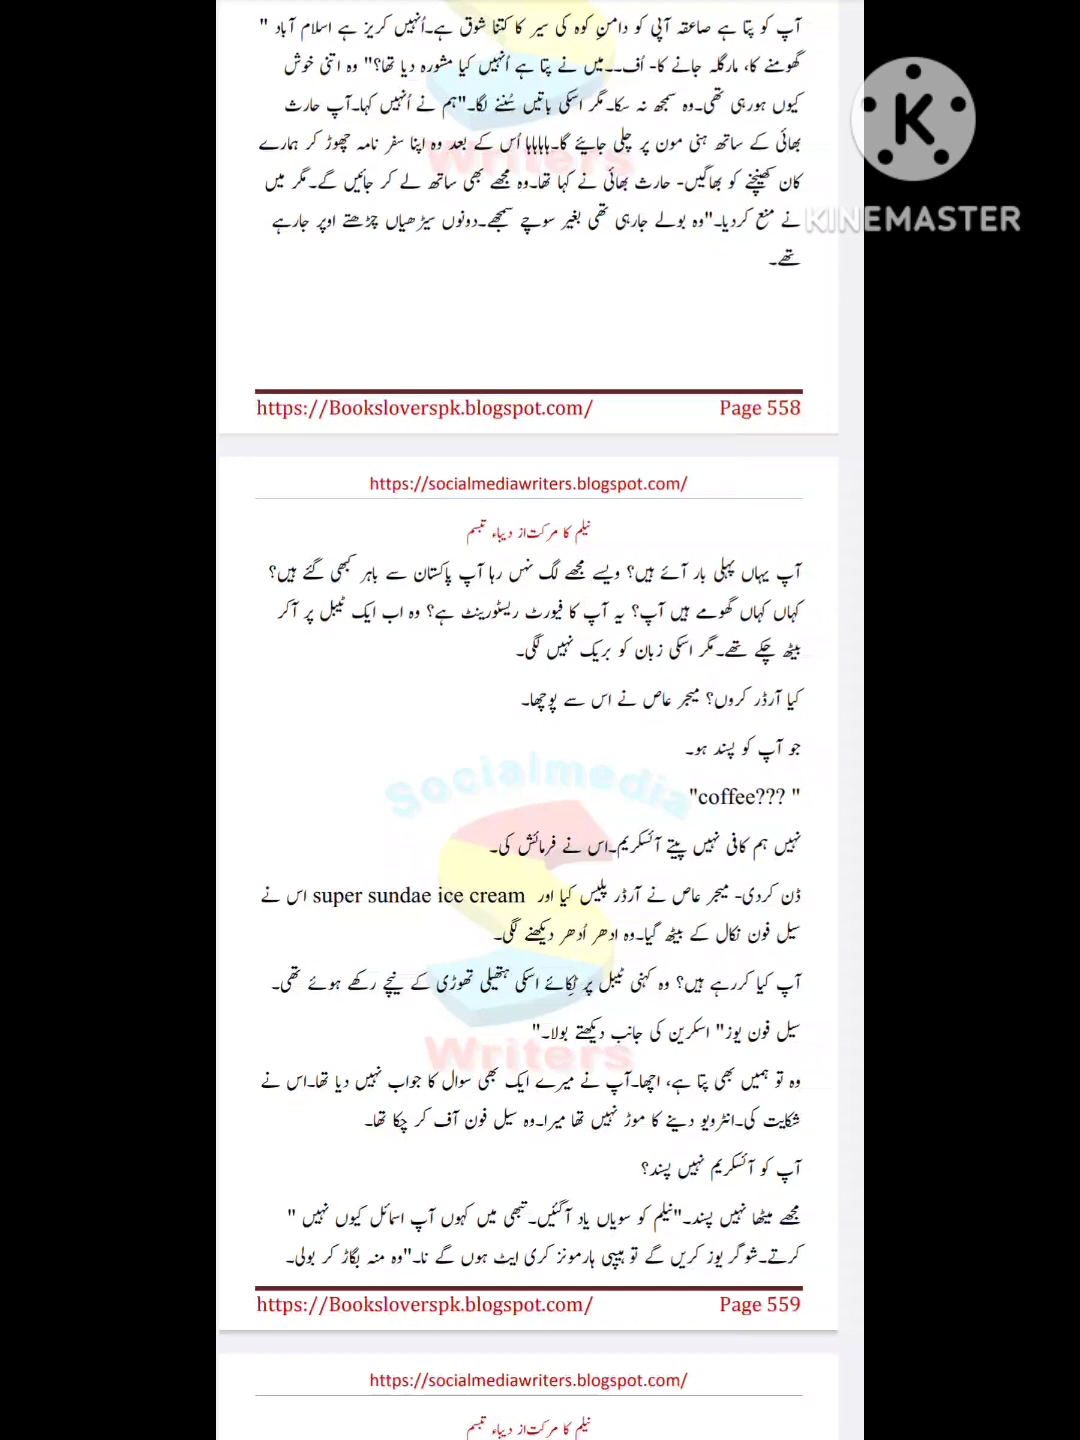 آپ کو پتا ہے صاعقہ آپی کو دامنِ کوہ کی سیر کا کتنا شوق ہے۔اُنہیں کریز ہے اسلام آباد "
گھومنے کا، مارگلہ جانے کا- اُف۔۔میں نے پتا ہے اُنہیں کیا مشورہ دیا تھا؟" وہ اتنی خوش
کیوں ہورہی تھی۔وہ سمجھ نہ سکا۔مگر اسکی باتیں سُننے لگا۔"ہم نے اُنہیں کہا۔آپ حارث
بھائی کے ساتھ ہنی مون پر چلی جائیے گا۔ہاہاہاہا اُس کے بعد وہ اپنا سفر نامہ چھوڑ کر ہمارے
کان کھینچنے کو بھاگیں- حارث بھائی نے کہا تھا۔وہ مجھے بھی ساتھ لے کر جائیں گے۔مگر میں
نے منع کردیا۔"وہ بولے جارہی تھی بغیر سوچے سمجھے۔دونوں سیڑھیاں چڑھتے اوپر جارہے
تھے۔
Writers
K
KINEMASTER
https://Booksloverspk.blogspot.com/ Page 558
https://socialmediawriters.blogspot.com/
نیلم کا مرکت از دیباء تبسم
آپ یہاں پہلی بار آئے ہیں؟ ویسے مجھے لگ نہس رہا آپ پاکستان سے باہر کبھی گئے ہیں؟
کہاں کہاں گھومے ہیں آپ؟ یہ آپ کا فیورٹ ریسٹورینٹ ہے؟ وہ اب ایک ٹیبل پر آکر
بیٹھ چکے تھے۔مگر اسکی زبان کو بریک نہیں لگی۔
کیا آرڈر کروں؟ میجر عاص نے اس سے پوچھا۔
جو آپ کو پسند ہو۔
Socialmedia
"coffee??? "
نہیں ہم کافی نہیں پیتے آئسکریم۔اس نے فرمائش کی۔
ڈن کردی- میجر عاص نے آرڈر پلیس کیا اور super sundae ice cream اس نے
سیل فون نکال کے بیٹھ گیا۔وہ ادھر اُدھر دیکھنے لگی۔
آپ کیا کررہے ہیں؟ وہ کہنی ٹیبل پر ٹِکائے اسکی ہتھیلی تھوڑی کے نیچے رکھے ہوئے تھی۔
سیل فون یوز" اسکرین کی جانب دیکھتے بولا۔"
Writers
وہ تو ہمیں بھی پتا ہے، اچھا۔آپ نے میرے ایک بھی سوال کا جواب نہیں دیا تھا۔اس نے
شکایت کی۔انٹرویو دینے کا موڑ نہیں تھا میرا۔وہ سیل فون آف کر چکا تھا۔
آپ کو آئسکریم نہیں پسند؟
مجھے میٹھا نہیں پسند۔"نیلم کو سویاں یاد آگئیں۔تبھی میں کہوں آپ اسمائل کیوں نہیں "
کرتے۔شوگر یوز کریں گے تو ہیپی ہارمونز کری ایٹ ہوں گے نا۔"وہ منہ بگاڑ کر بولی۔
https://Booksloverspk.blogspot.com/ Page 559
https://socialmediawriters.blogspot.com/
نیلم کا مرکت از دیباء تبسم